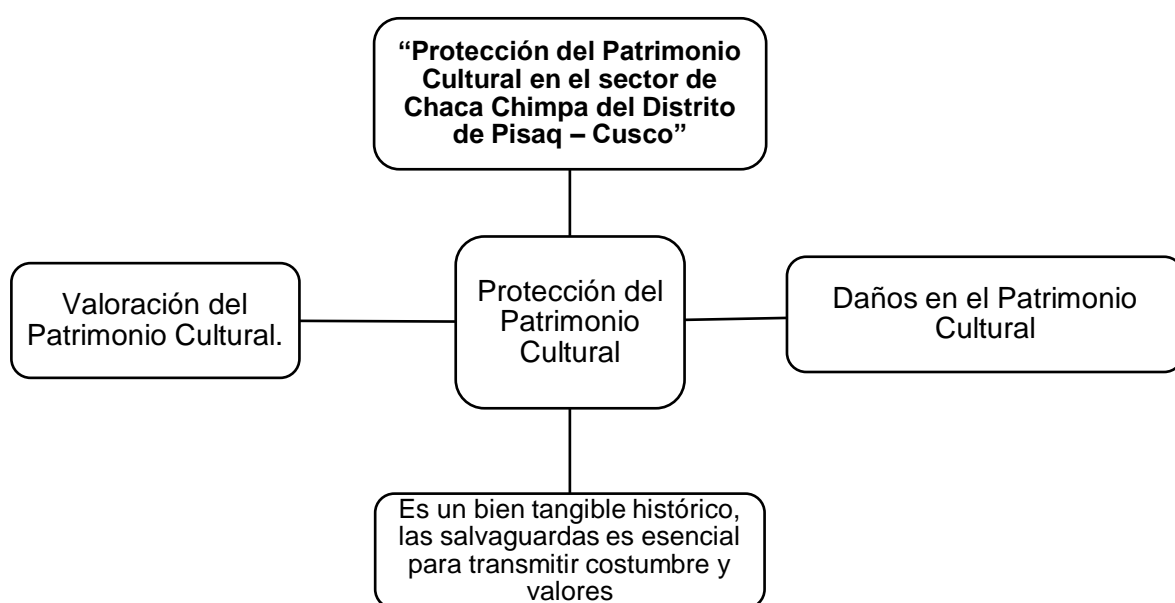 “Protección del Patrimonio
Cultural en el sector de
Chaca Chimpa del Distrito
de Pisaq – Cusco”
Valoración del
Patrimonio Cultural.
Protección del
Patrimonio
Cultural
Daños en el Patrimonio
Cultural
Es un bien tangible histórico,
las salvaguardas es esencial
para transmitir costumbre y
valores